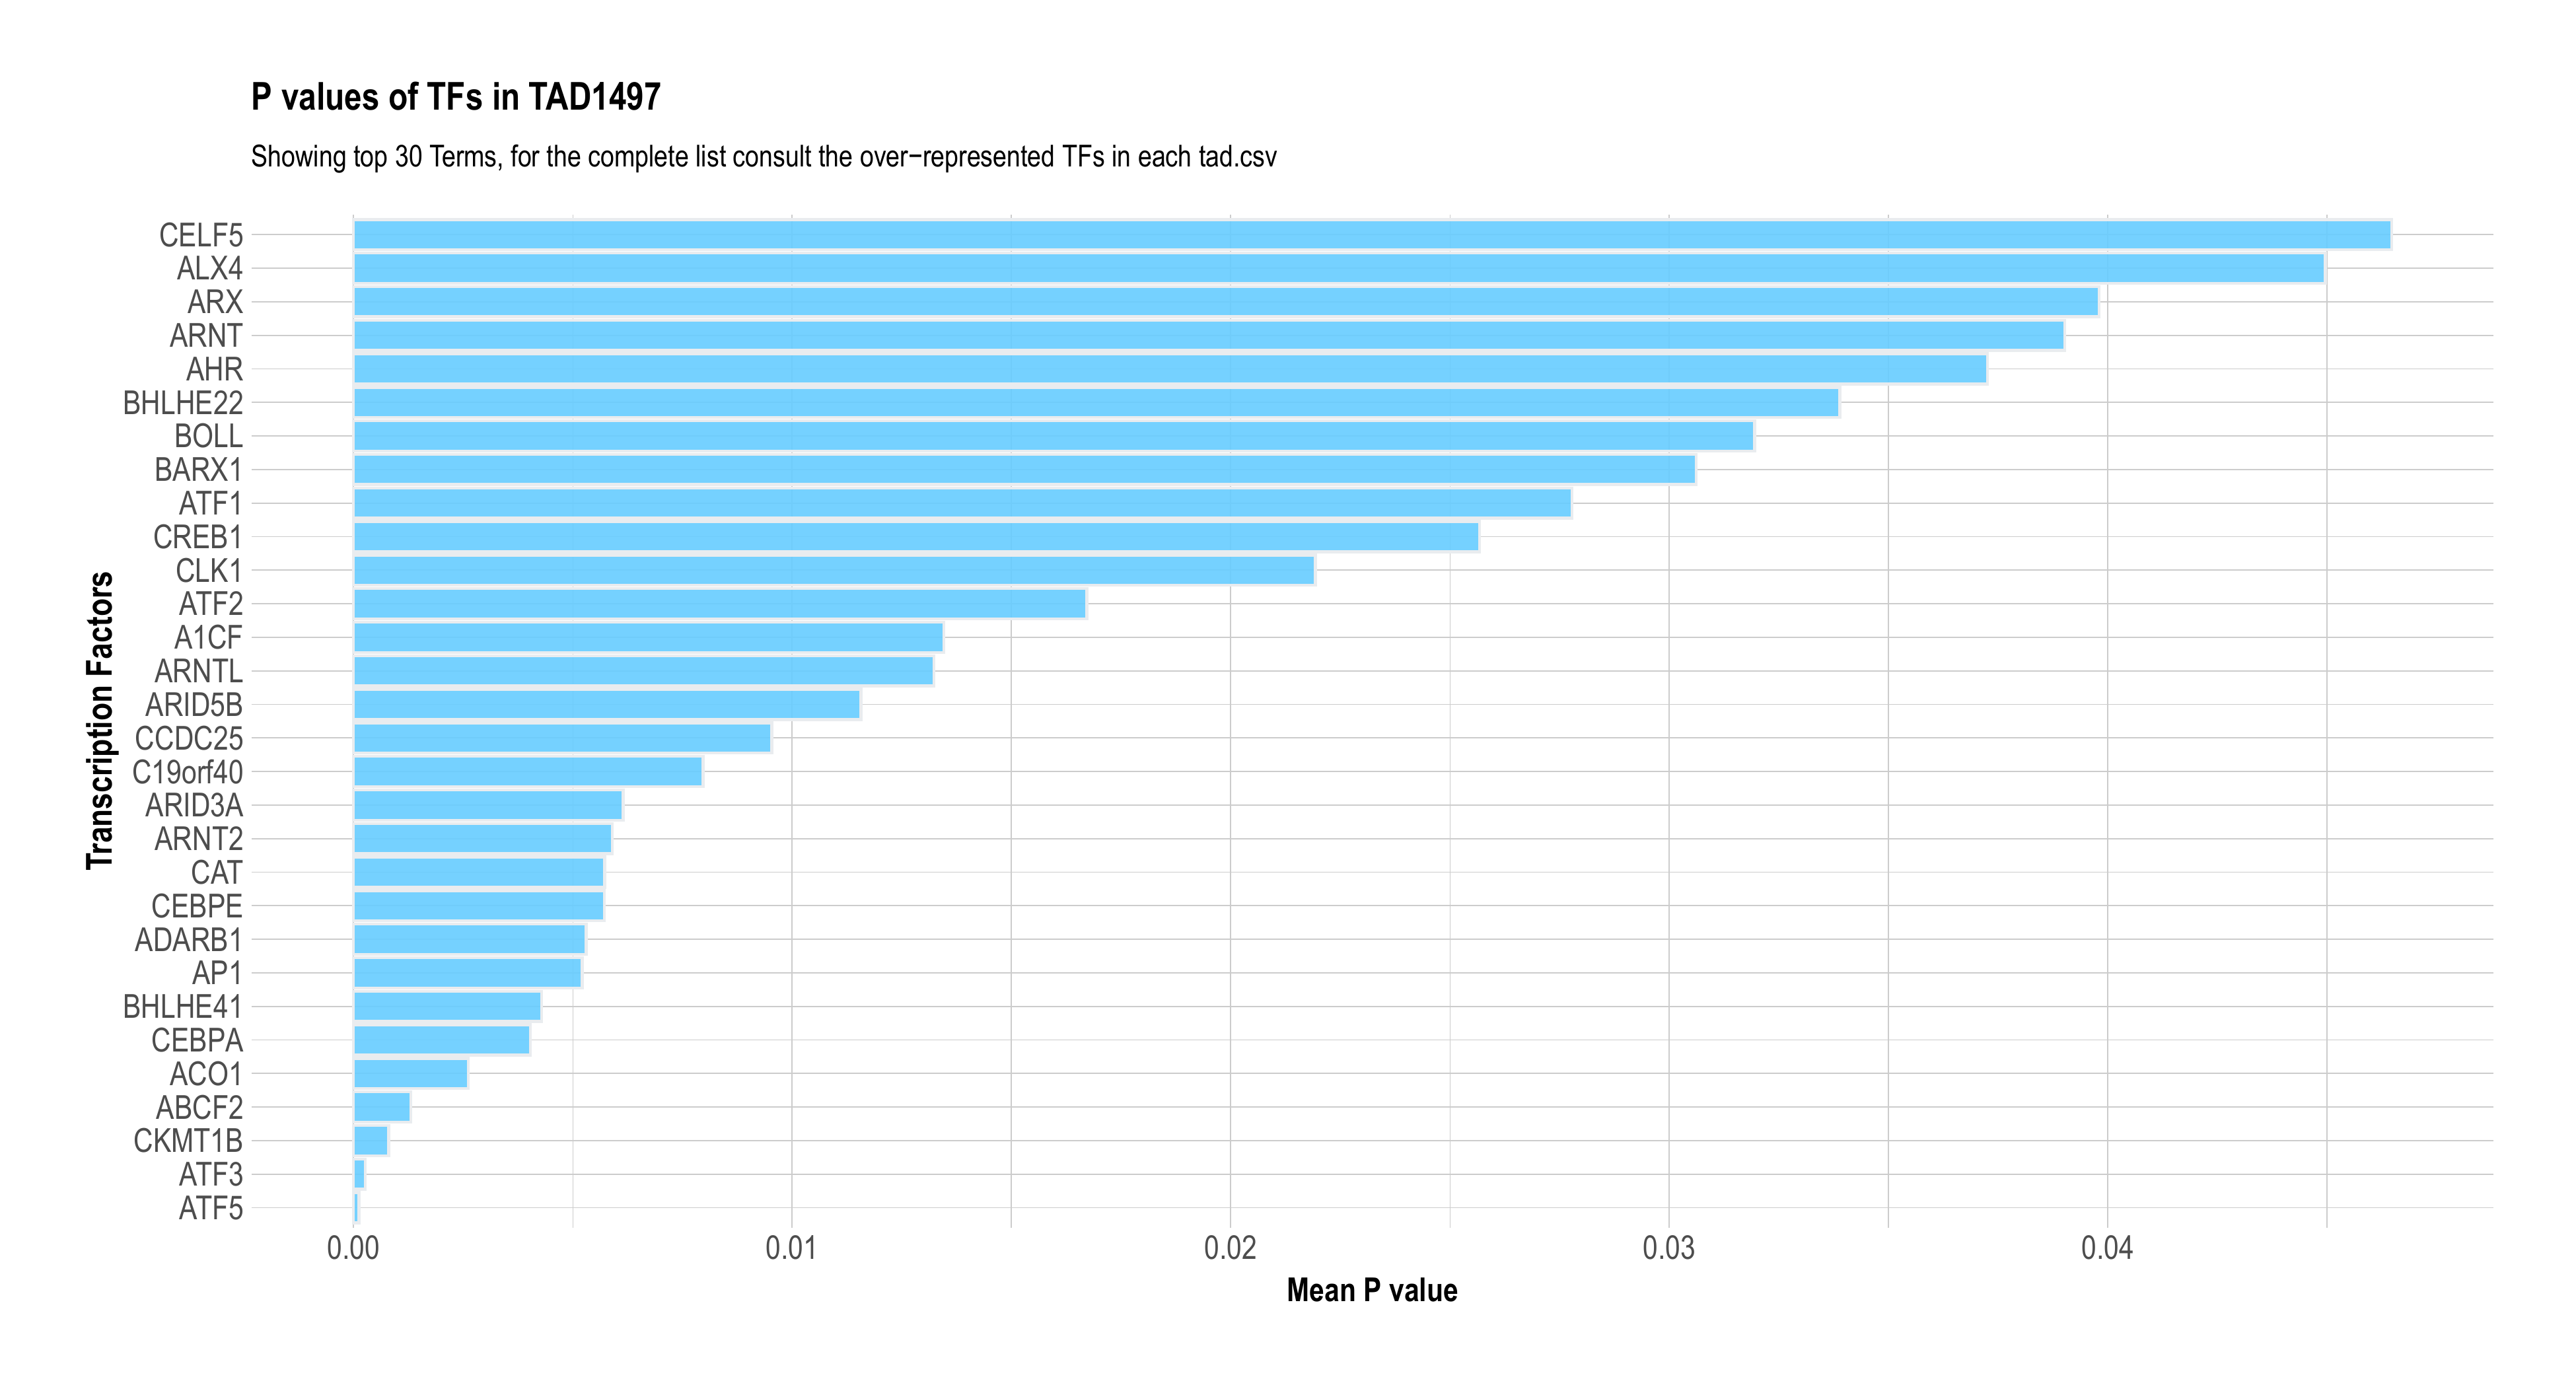 P values of TFs in TAD1497
Showing top 30 Terms, for the complete list consult the over−represented TFs in each tad.csv
Transcription Factors
CELF5
ALX4
ARX
ARNT
AHR
BHLHE22
BOLL
BARX1
ATF1
CREB1
CLK1
ATF2
A1CF
ARNTL
ARID5B
CCDC25
C19orf40
ARID3A
ARNT2
CAT
CEBPE
ADARB1
AP1
BHLHE41
CEBPA
ACO1
ABCF2
CKMT1B
ATF3
ATF5
0.00 0.01 0.02 0.03 0.04
Mean P value